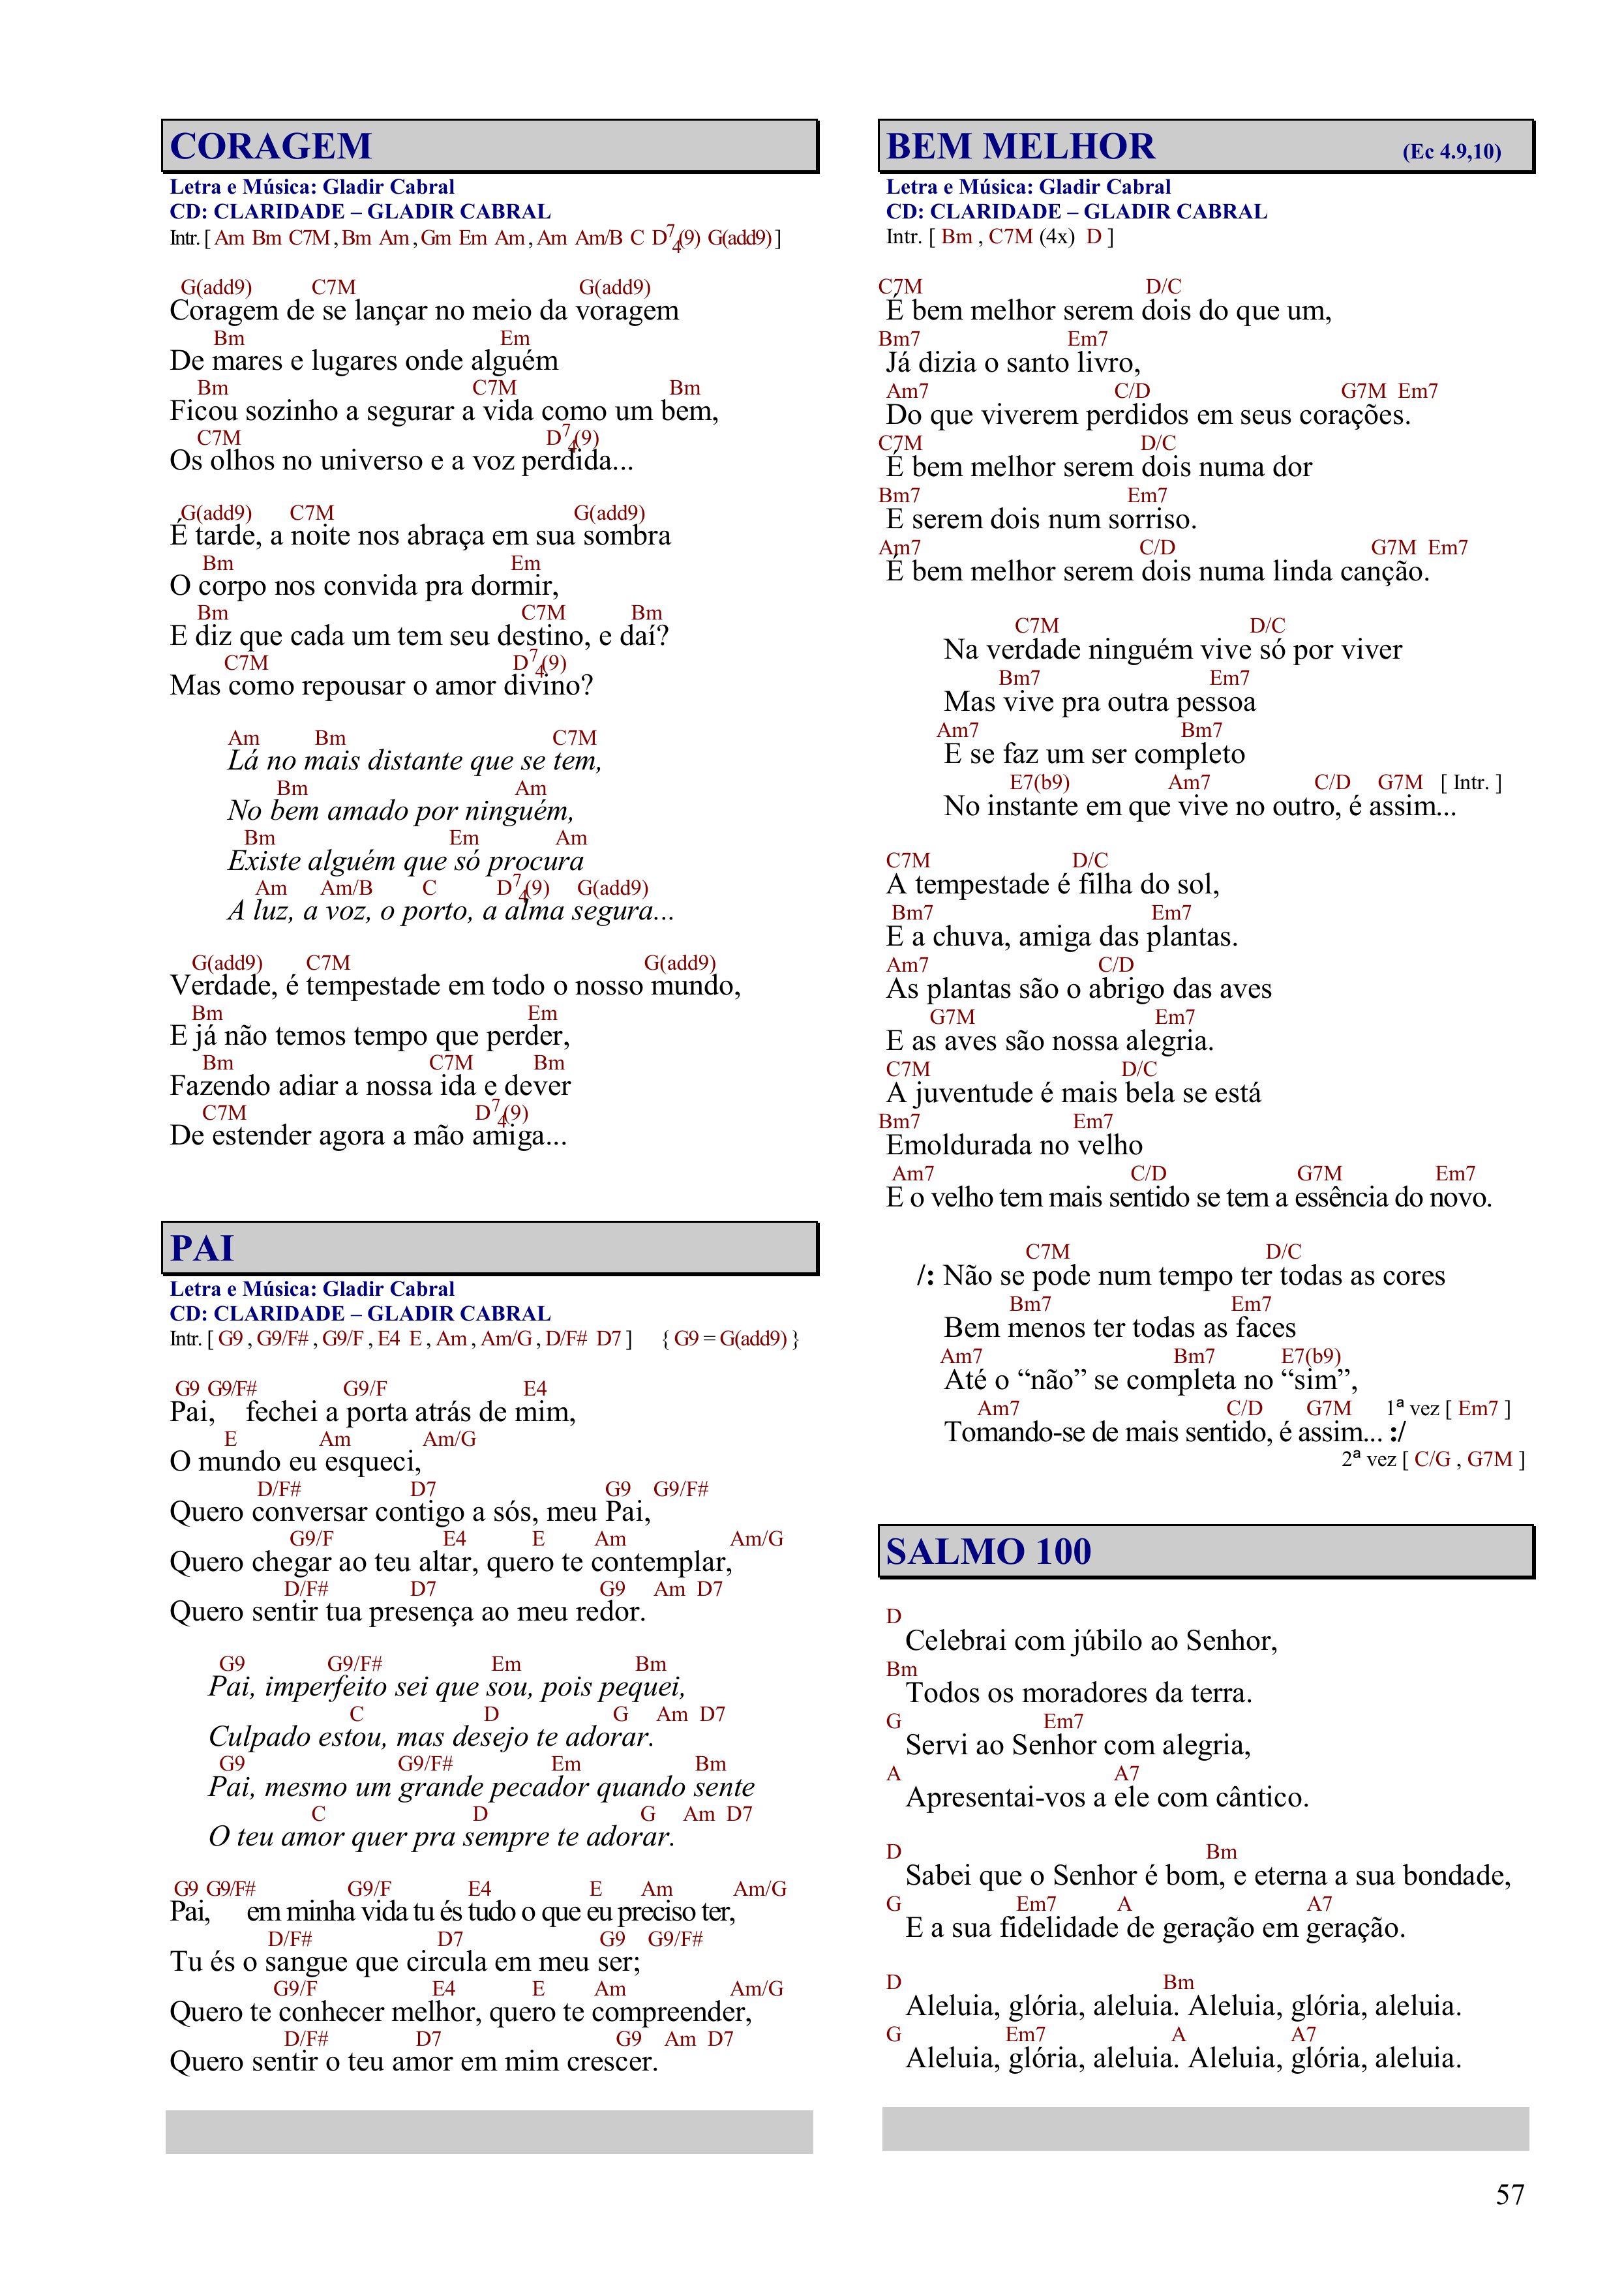 CORAGEM
Letra e Música: Gladir Cabral
CD: CLARIDADE – GLADIR CABRAL
Intr. [ Am Bm C7M , Bm Am , Gm Em Am , Am Am/B C D7/4(9) G(add9) ]
G(add9) C7M G(add9)
Coragem de se lançar no meio da voragem
Bm Em
De mares e lugares onde alguém
Bm C7M Bm
Ficou sozinho a segurar a vida como um bem,
C7M D7/4(9)
Os olhos no universo e a voz perdida...
G(add9) C7M G(add9)
É tarde, a noite nos abraça em sua sombra
Bm Em
O corpo nos convida pra dormir,
Bm C7M Bm
E diz que cada um tem seu destino, e daí?
C7M D7/4(9)
Mas como repousar o amor divino?
Am Bm C7M
Lá no mais distante que se tem,
Bm Am
No bem amado por ninguém,
Bm Em Am
Existe alguém que só procura
Am Am/B C D7/4(9) G(add9)
A luz, a voz, o porto, a alma segura...
G(add9) C7M G(add9)
Verdade, é tempestade em todo o nosso mundo,
Bm Em
E já não temos tempo que perder,
Bm C7M Bm
Fazendo adiar a nossa ida e dever
C7M D7/4(9)
De estender agora a mão amiga...
PAI
Letra e Música: Gladir Cabral
CD: CLARIDADE – GLADIR CABRAL
Intr. [ G9 , G9/F# , G9/F , E4 E , Am , Am/G , D/F# D7 ] { G9 = G(add9) }
G9 G9/F# G9/F E4
Pai, fechei a porta atrás de mim,
E Am Am/G
O mundo eu esqueci,
D/F# D7 G9 G9/F#
Quero conversar contigo a sós, meu Pai,
G9/F E4 E Am Am/G
Quero chegar ao teu altar, quero te contemplar,
D/F# D7 G9 Am D7
Quero sentir tua presença ao meu redor.
G9 G9/F# Em Bm
Pai, imperfeito sei que sou, pois pequei,
C D G Am D7
Culpado estou, mas desejo te adorar.
G9 G9/F# Em Bm
Pai, mesmo um grande pecador quando sente
C D G Am D7
O teu amor quer pra sempre te adorar.
G9 G9/F# G9/F E4 E Am Am/G
Pai, em minha vida tu és tudo o que eu preciso ter,
D/F# D7 G9 G9/F#
Tu és o sangue que circula em meu ser;
G9/F E4 E Am Am/G
Quero te conhecer melhor, quero te compreender,
D/F# D7 G9 Am D7
Quero sentir o teu amor em mim crescer.
BEM MELHOR (Ec 4.9,10)
Letra e Música: Gladir Cabral
CD: CLARIDADE – GLADIR CABRAL
Intr. [ Bm , C7M (4x) D ]
C7M D/C
É bem melhor serem dois do que um,
Bm7 Em7
Já dizia o santo livro,
Am7 C/D G7M Em7
Do que viverem perdidos em seus corações.
C7M D/C
É bem melhor serem dois numa dor
Bm7 Em7
E serem dois num sorriso.
Am7 C/D G7M Em7
É bem melhor serem dois numa linda canção.
C7M D/C
Na verdade ninguém vive só por viver
Bm7 Em7
Mas vive pra outra pessoa
Am7 Bm7
E se faz um ser completo
E7(b9) Am7 C/D G7M [ Intr. ]
No instante em que vive no outro, é assim...
C7M D/C
A tempestade é filha do sol,
Bm7 Em7
E a chuva, amiga das plantas.
Am7 C/D
As plantas são o abrigo das aves
G7M Em7
E as aves são nossa alegria.
C7M D/C
A juventude é mais bela se está
Bm7 Em7
Emoldurada no velho
Am7 C/D G7M Em7
E o velho tem mais sentido se tem a essência do novo.
C7M D/C
/: Não se pode num tempo ter todas as cores
Bm7 Em7
Bem menos ter todas as faces
Am7 Bm7 E7(b9)
Até o “não” se completa no “sim”,
Am7 C/D G7M 1ª vez [ Em7 ]
Tomando-se de mais sentido, é assim... :/
2ª vez [ C/G , G7M ]
SALMO 100
D
Celebrai com júbilo ao Senhor,
Bm
Todos os moradores da terra.
G Em7
Servi ao Senhor com alegria,
A A7
Apresentai-vos a ele com cântico.
D Bm
Sabei que o Senhor é bom, e eterna a sua bondade,
G Em7 A A7
E a sua fidelidade de geração em geração.
D Bm
Aleluia, glória, aleluia. Aleluia, glória, aleluia.
G Em7 A A7
Aleluia, glória, aleluia. Aleluia, glória, aleluia.
57